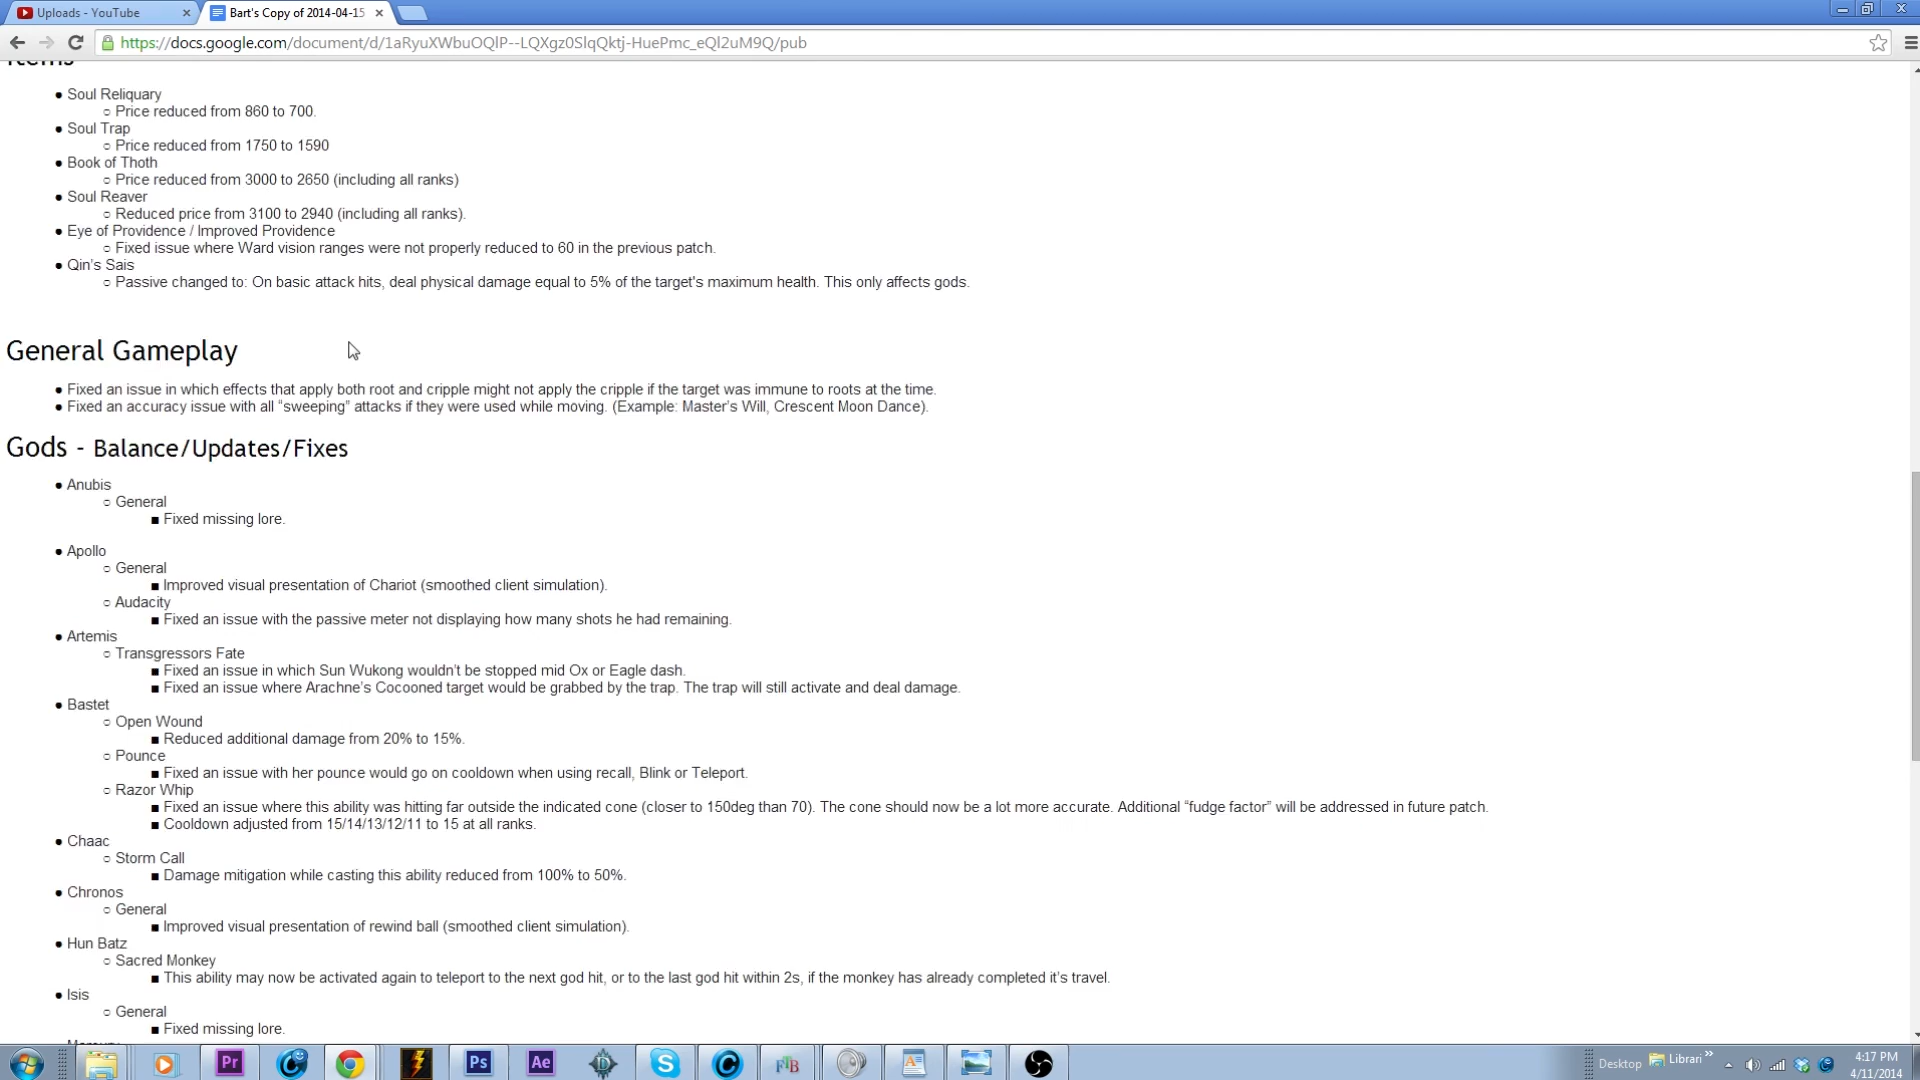 Uploads - YouTube
Bart's Copy of 2014-04-15
https://docs.google.com/document/d/1aRyuXWbuOQlP--LQXgz0SlqQktj-HuePmc_eQl2uM9Q/pub
Items
● Soul Reliquary
○ Price reduced from 860 to 700.
● Soul Trap
○ Price reduced from 1750 to 1590
● Book of Thoth
○ Price reduced from 3000 to 2650 (including all ranks)
● Soul Reaver
○ Reduced price from 3100 to 2940 (including all ranks).
● Eye of Providence / Improved Providence
○ Fixed issue where Ward vision ranges were not properly reduced to 60 in the previous patch.
● Qin’s Sais
○ Passive changed to: On basic attack hits, deal physical damage equal to 5% of the target's maximum health. This only affects gods.
General Gameplay
● Fixed an issue in which effects that apply both root and cripple might not apply the cripple if the target was immune to roots at the time.
● Fixed an accuracy issue with all “sweeping” attacks if they were used while moving. (Example: Master’s Will, Crescent Moon Dance).
Gods - Balance/Updates/Fixes
● Anubis
○ General
■ Fixed missing lore.
● Apollo
○ General
■ Improved visual presentation of Chariot (smoothed client simulation).
○ Audacity
■ Fixed an issue with the passive meter not displaying how many shots he had remaining.
● Artemis
○ Transgressors Fate
■ Fixed an issue in which Sun Wukong wouldn’t be stopped mid Ox or Eagle dash.
■ Fixed an issue where Arachne’s Cocooned target would be grabbed by the trap. The trap will still activate and deal damage.
● Bastet
○ Open Wound
■ Reduced additional damage from 20% to 15%.
○ Pounce
■ Fixed an issue with her pounce would go on cooldown when using recall, Blink or Teleport.
○ Razor Whip
■ Fixed an issue where this ability was hitting far outside the indicated cone (closer to 150deg than 70). The cone should now be a lot more accurate. Additional “fudge factor” will be addressed in future patch.
■ Cooldown adjusted from 15/14/13/12/11 to 15 at all ranks.
● Chaac
○ Storm Call
■ Damage mitigation while casting this ability reduced from 100% to 50%.
● Chronos
○ General
■ Improved visual presentation of rewind ball (smoothed client simulation).
● Hun Batz
○ Sacred Monkey
■ This ability may now be activated again to teleport to the next god hit, or to the last god hit within 2s, if the monkey has already completed it’s travel.
● Isis
○ General
■ Fixed missing lore.
Pr
Ps
Ae
Desktop
Librari
4:17 PM
4/11/2014